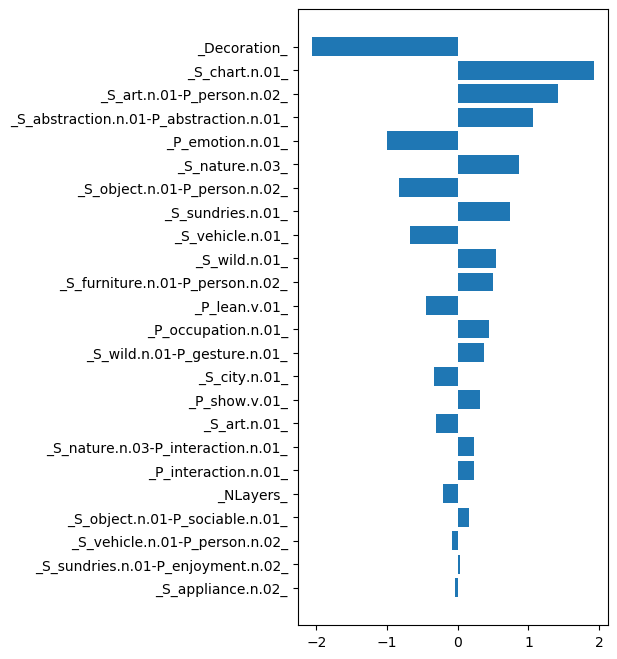 _Decoration_
_S_chart.n.01_
_S_art.n.01-P_person.n.02_
_S_abstraction.n.01-P_abstraction.n.01_
_P_emotion.n.01_
_S_nature.n.03_
_S_object.n.01-P_person.n.02_
_S_sundries.n.01_
_S_vehicle.n.01_
_S_wild.n.01_
_S_furniture.n.01-P_person.n.02_
_P_lean.v.01_
_P_occupation.n.01_
_S_wild.n.01-P_gesture.n.01_
_S_city.n.01_
_P_show.v.01_
_S_art.n.01_
_S_nature.n.03-P_interaction.n.01_
_P_interaction.n.01_
_NLayers_
_S_object.n.01-P_sociable.n.01_
_S_vehicle.n.01-P_person.n.02_
_S_sundries.n.01-P_enjoyment.n.02_
_S_appliance.n.02_
−2 −1 0 1 2